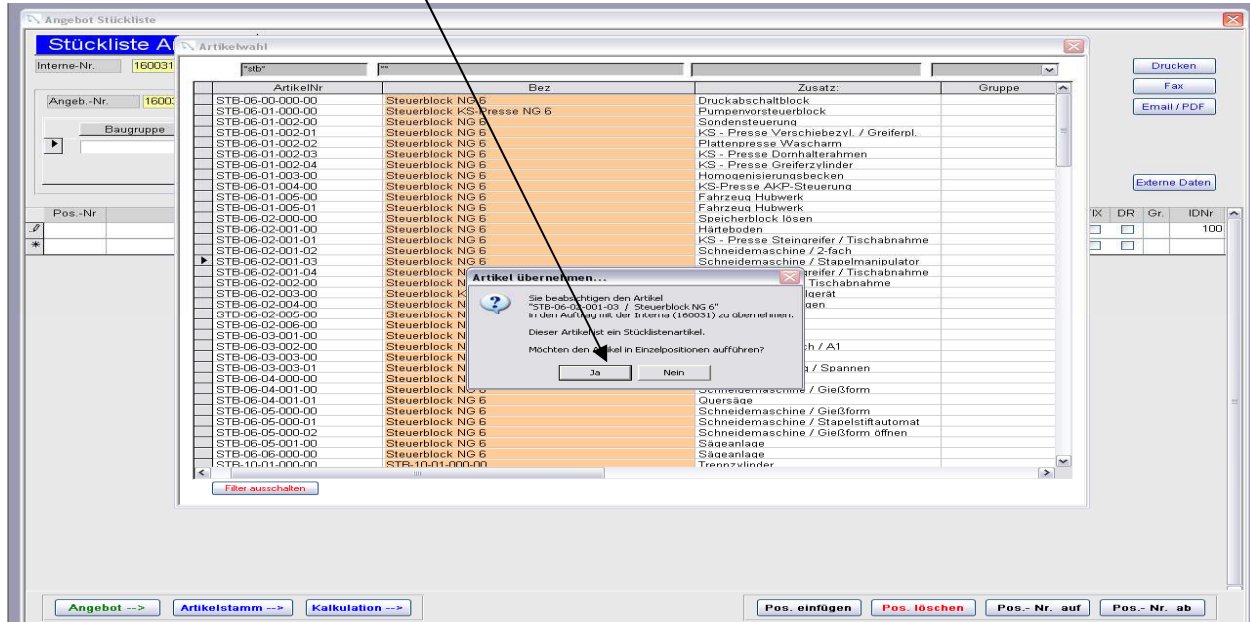 Angebot Stückliste
Stückliste A
Interne-Nr. 160031
Angeb.-Nr.
Baugruppe
Pos.-Nr
Artikelwahl
"stb" ""
ArtikelNr Bez Zusatz: Gruppe
STB-06-00-000-00 Steuerblock NG 6 Druckabschaltblock
STB-06-01-000-00 Steuerblock KS-Presse NG 6 Pumpenvorsteuerblock
STB-06-01-002-00 Steuerblock NG 6 Sondensteuerung
STB-06-01-002-01 Steuerblock NG 6 KS - Presse Verschiebezyl. / Greiferpl.
STB-06-01-002-02 Steuerblock NG 6 Plattenpresse Wascharm
STB-06-01-002-03 Steuerblock NG 6 KS - Presse Dornhalterahmen
STB-06-01-002-04 Steuerblock NG 6 KS - Presse Greiferzylinder
STB-06-01-003-00 Steuerblock NG 6 Homogenisierungsbecken
STB-06-01-004-00 Steuerblock NG 6 KS-Presse AKP-Steuerung
STB-06-01-005-00 Steuerblock NG 6 Fahrzeug Hubwerk
STB-06-01-005-01 Steuerblock NG 6 Fahrzeug Hubwerk
STB-06-02-000-00 Steuerblock NG 6 Speicherblock lösen
STB-06-02-001-00 Steuerblock NG 6 Härteboden
STB-06-02-001-01 Steuerblock NG 6 KS - Presse Steingreifer / Tischabnahme
STB-06-02-001-02 Steuerblock NG 6 Schneidemaschine / 2-fach
STB-06-02-001-03 Steuerblock NG 6 Schneidemaschine / Stapelmanipulator
STB-06-02-001-04 Steuerblock N greifer / Tischabnahme
STB-06-02-002-00 Steuerblock N Tischabnahme
STB-06-02-003-00 Steuerblock K lgerät
STB-06-02-004-00 Steuerblock N gen
STB-06-02-005-00 Steuerblock N
STB-06-02-006-00 Steuerblock N
STB-06-03-001-00 Steuerblock N
STB-06-03-002-00 Steuerblock N h / A1
STB-06-03-003-00 Steuerblock N
STB-06-03-003-01 Steuerblock N g / Spannen
STB-06-04-000-00 Steuerblock N
STB-06-04-001-00 Steuerblock NG 6 Schneidemaschine / Gießform
STB-06-04-001-01 Steuerblock NG 6 Quersäge
STB-06-05-000-00 Steuerblock NG 6 Schneidemaschine / Gießform
STB-06-05-000-01 Steuerblock NG 6 Schneidemaschine / Stapelstiftautomat
STB-06-05-000-02 Steuerblock NG 6 Schneidemaschine / Gießform öffnen
STB-06-05-001-00 Steuerblock NG 6 Sägeanlage
STB-06-06-000-00 Steuerblock NG 6 Sägeanlage
STB-10-01-000-00 STB-10-01-000-00 Trennzylinder
Filter ausschalten
Artikel übernehmen...
Sie beabsichtigen den Artikel
"STB-06-02-001-03 / Steuerblock NG 6"
in den Auftrag mit der Interna (160031) zu übernehmen.
Dieser Artikel ist ein Stücklistenartikel.
Möchten den Artikel in Einzelpositionen aufführen?
Ja Nein
Drucken
Fax
Email / PDF
Externe Daten
IX DR Gr. IDNr
100
Angebot --> Artikelstamm --> Kalkulation --> Pos. einfügen Pos. löschen Pos.- Nr. auf Pos.- Nr. ab